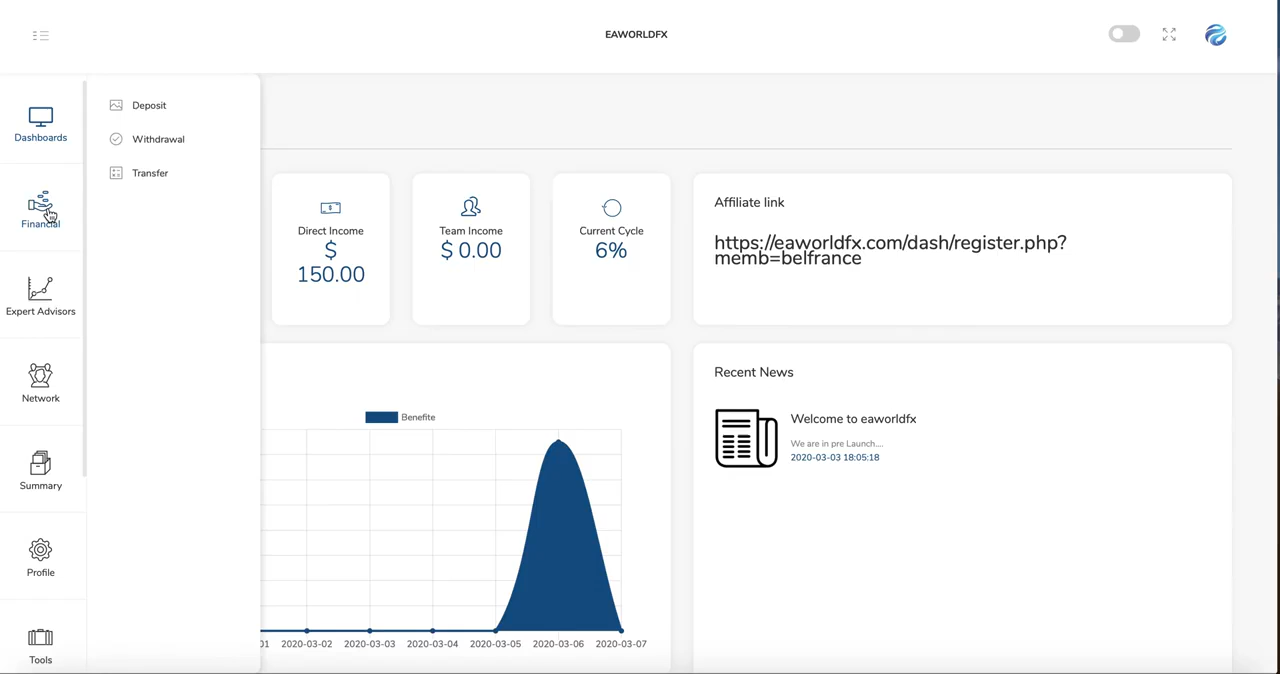 EAWORLDFX
Dashboards
Financial
Expert Advisors
Network
Summary
Profile
Tools
Deposit
Withdrawal
Transfer
Direct Income
$
150.00
Team Income
$ 0.00
Current Cycle
6%
Affiliate link
https://eaworldfx.com/dash/register.php?
memb=belfrance
Benefite
01 2020-03-02 2020-03-03 2020-03-04 2020-03-05 2020-03-06 2020-03-07
Recent News
Welcome to eaworldfx
We are in pre Launch....
2020-03-03 18:05:18